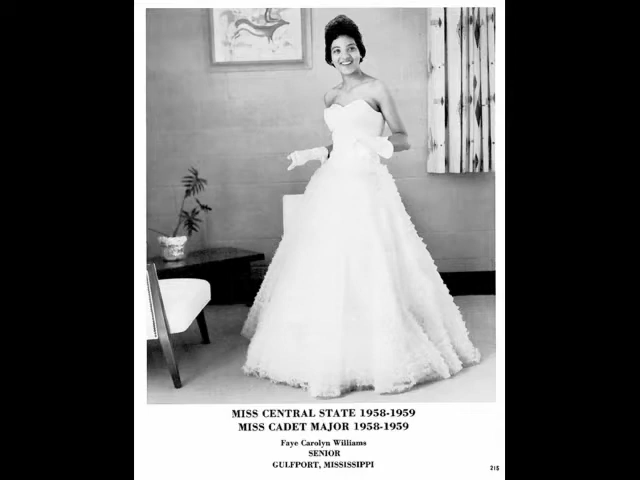 MISS CENTRAL STATE 1958-1959
MISS CADET MAJOR 1958-1959
Faye Carolyn Williams
SENIOR
GULFPORT, MISSISSIPPI
215